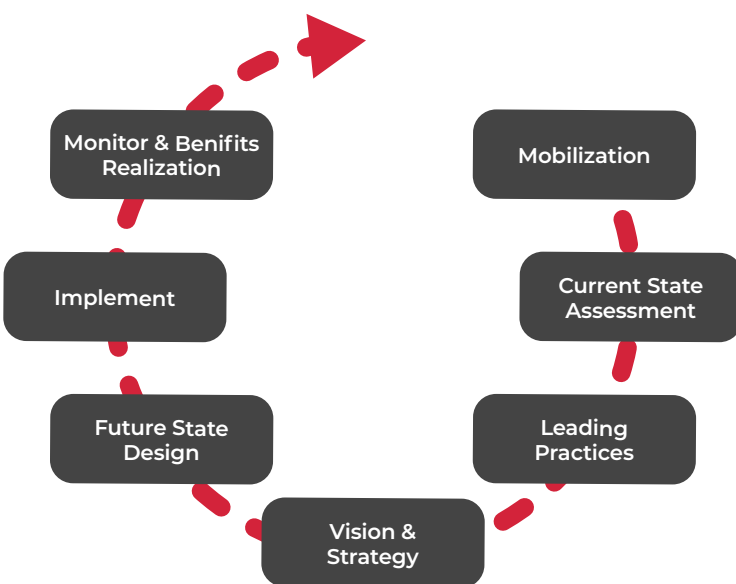 Monitor & Benifits
Realization
Mobilization
Implement
Current State
Assessment
Future State
Design
Leading
Practices
Vision &
Strategy